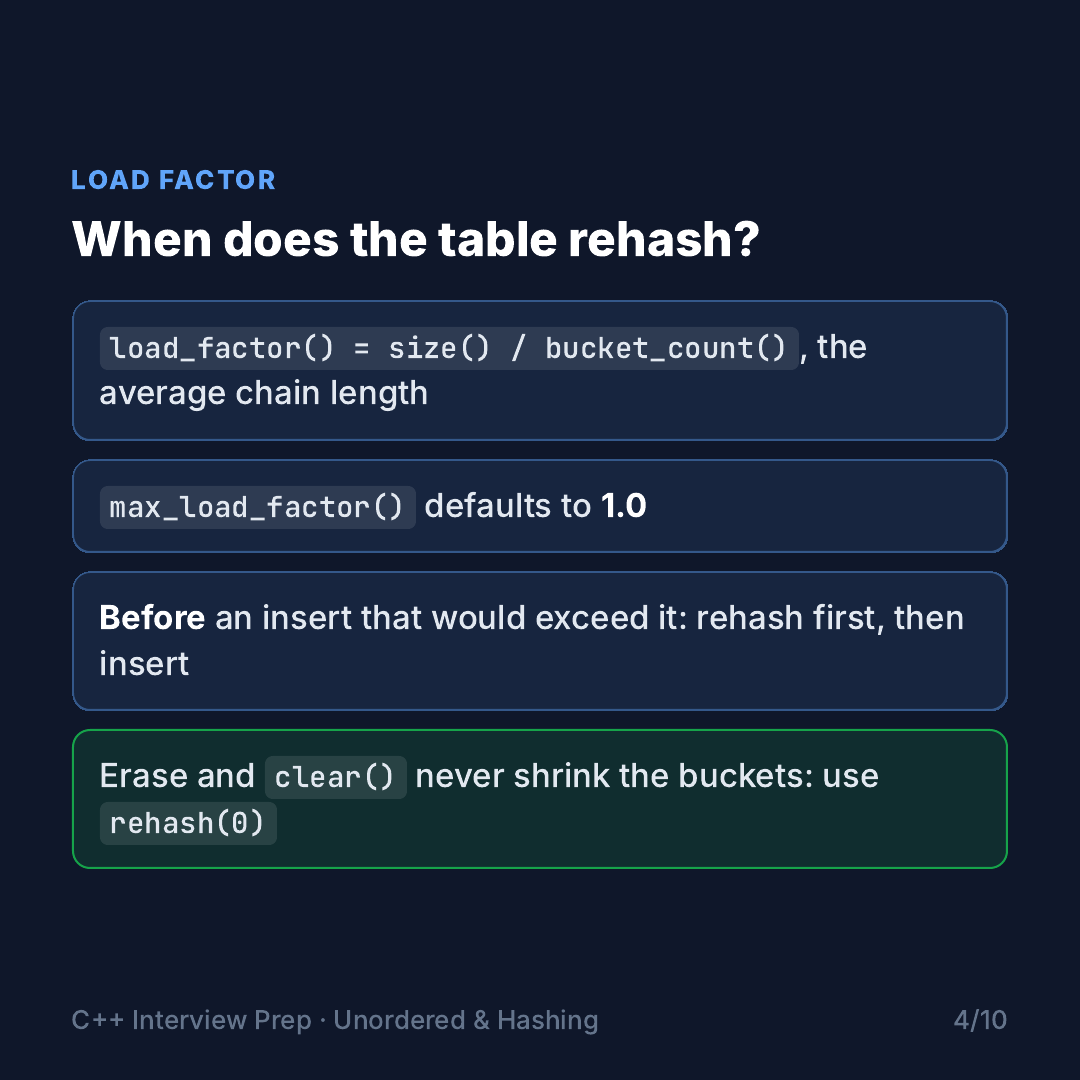 LOAD FACTOR
When does the table rehash?
load_factor() = size() / bucket_count(), the
average chain length
max_load_factor() defaults to 1.0
Before an insert that would exceed it: rehash first, then
insert
Erase and clear() never shrink the buckets: use
rehash(0)
C++ Interview Prep · Unordered & Hashing
4/10